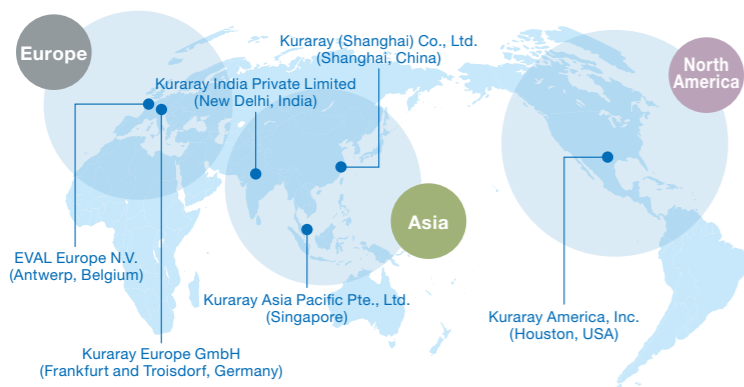 Europe
Kuraray (Shanghai) Co., Ltd.
(Shanghai, China)
North
America
Kuraray India Private Limited
(New Delhi, India)
Asia
EVAL Europe N.V.
(Antwerp, Belgium)
Kuraray Asia Pacific Pte., Ltd.
(Singapore)
Kuraray America, Inc.
(Houston, USA)
Kuraray Europe GmbH
(Frankfurt and Troisdorf, Germany)